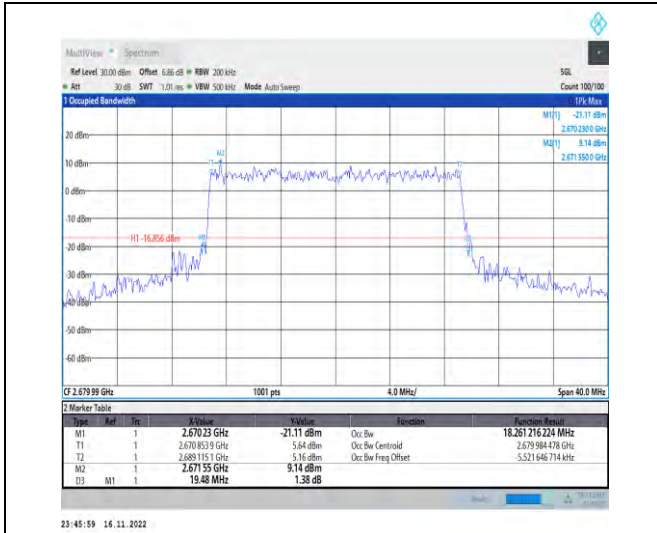 MultiView Spectrum
Ref Level 30.00 dBm Offset 6.86 dB RBW 200 kHz SGL
Att 30 dB SWT 1.01 ms VBW 500 kHz Mode Auto Sweep Count 100/100
1 Occupied Bandwidth 1Pk Max
M1[1] -21.11 dBm
2.670 230 0 GHz
M2[1] 9.14 dBm
2.671 550 0 GHz
20 dBm
M2
10 dBm
T1 T2
0 dBm
-10 dBm
H1 -16.856 dBm
-20 dBm
-30 dBm
-40 dBm
-50 dBm
-60 dBm
CF 2.679 99 GHz 1001 pts 4.0 MHz/ Span 40.0 MHz
2 Marker Table
Type Ref Trc X-Value Y-Value Function Function Result
M1 1 2.670 23 GHz -21.11 dBm Occ Bw 18.261 216 224 MHz
T1 1 2.670 853 9 GHz 5.64 dBm Occ Bw Centroid 2.679 984 478 GHz
T2 1 2.689 115 1 GHz 5.16 dBm Occ Bw Freq Offset -5.521 646 714 kHz
M2 1 2.671 55 GHz 9.14 dBm
D3 M1 1 19.48 MHz 1.38 dB
23:45:59 16.11.2022